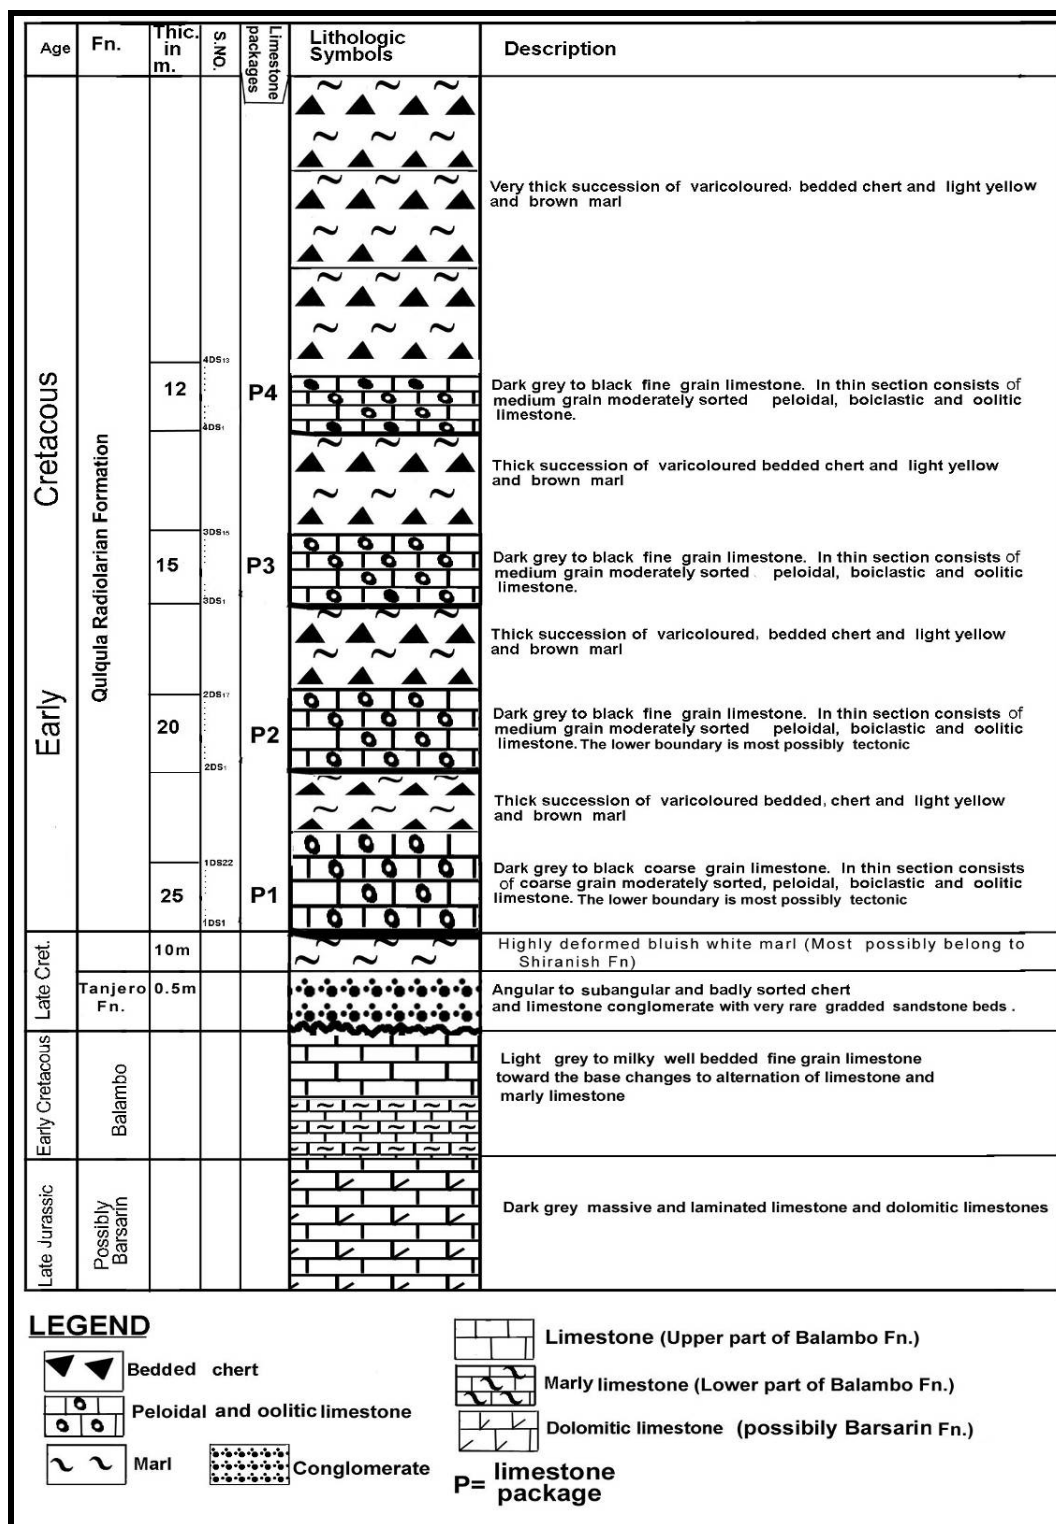 Age
Fn.
Thic.
in
m.
S.NO.
Limestone
packages
Lithologic
Symbols
Description
Early Cretacous
Qulqula Radiolarian Formation
Very thick succession of varicoloured, bedded chert and light yellow
and brown marl
4DS13
12
4DS1
P4
Dark grey to black fine grain limestone. In thin section consists of
medium grain moderately sorted peloidal, boiclastic and oolitic
limestone.
Thick succession of varicoloured bedded chert and light yellow
and brown marl
3DS15
15
3DS1
P3
Dark grey to black fine grain limestone. In thin section consists of
medium grain moderately sorted peloidal, boiclastic and oolitic
limestone.
Thick succession of varicoloured, bedded chert and light yellow
and brown marl
2DS17
20
2DS1
P2
Dark grey to black fine grain limestone. In thin section consists of
medium grain moderately sorted peloidal, boiclastic and oolitic
limestone. The lower boundary is most possibly tectonic
Thick succession of varicoloured bedded, chert and light yellow
and brown marl
1DS22
25
1DS1
P1
Dark grey to black coarse grain limestone. In thin section consists
of coarse grain moderately sorted, peloidal, boiclastic and oolitic
limestone. The lower boundary is most possibly tectonic
Late Cret.
10m
Highly deformed bluish white marl (Most possibly belong to
Shiranish Fn)
Tanjero
Fn.
0.5m
Angular to subangular and badly sorted chert
and limestone conglomerate with very rare gradded sandstone beds .
Early Cretacous
Balambo
Light grey to milky well bedded fine grain limestone
toward the base changes to alternation of limestone and
marly limestone
Late Jurassic
Possibly
Barsarin
Dark grey massive and laminated limestone and dolomitic limestones
LEGEND
Bedded chert
Peloidal and oolitic limestone
Marl
Conglomerate
Limestone (Upper part of Balambo Fn.)
Marly limestone (Lower part of Balambo Fn.)
Dolomitic limestone (possibily Barsarin Fn.)
P= limestone
package